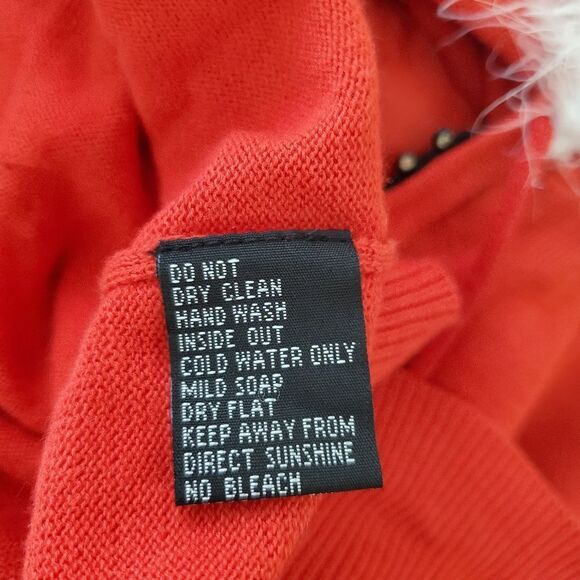 DO NOT
DRY CLEAN
HAND WASH
INSIDE OUT
COLD WATER ONLY
MILD SOAP
DRY FLAT
KEEP AWAY FROM
DIRECT SUNSHINE
NO BLEACH